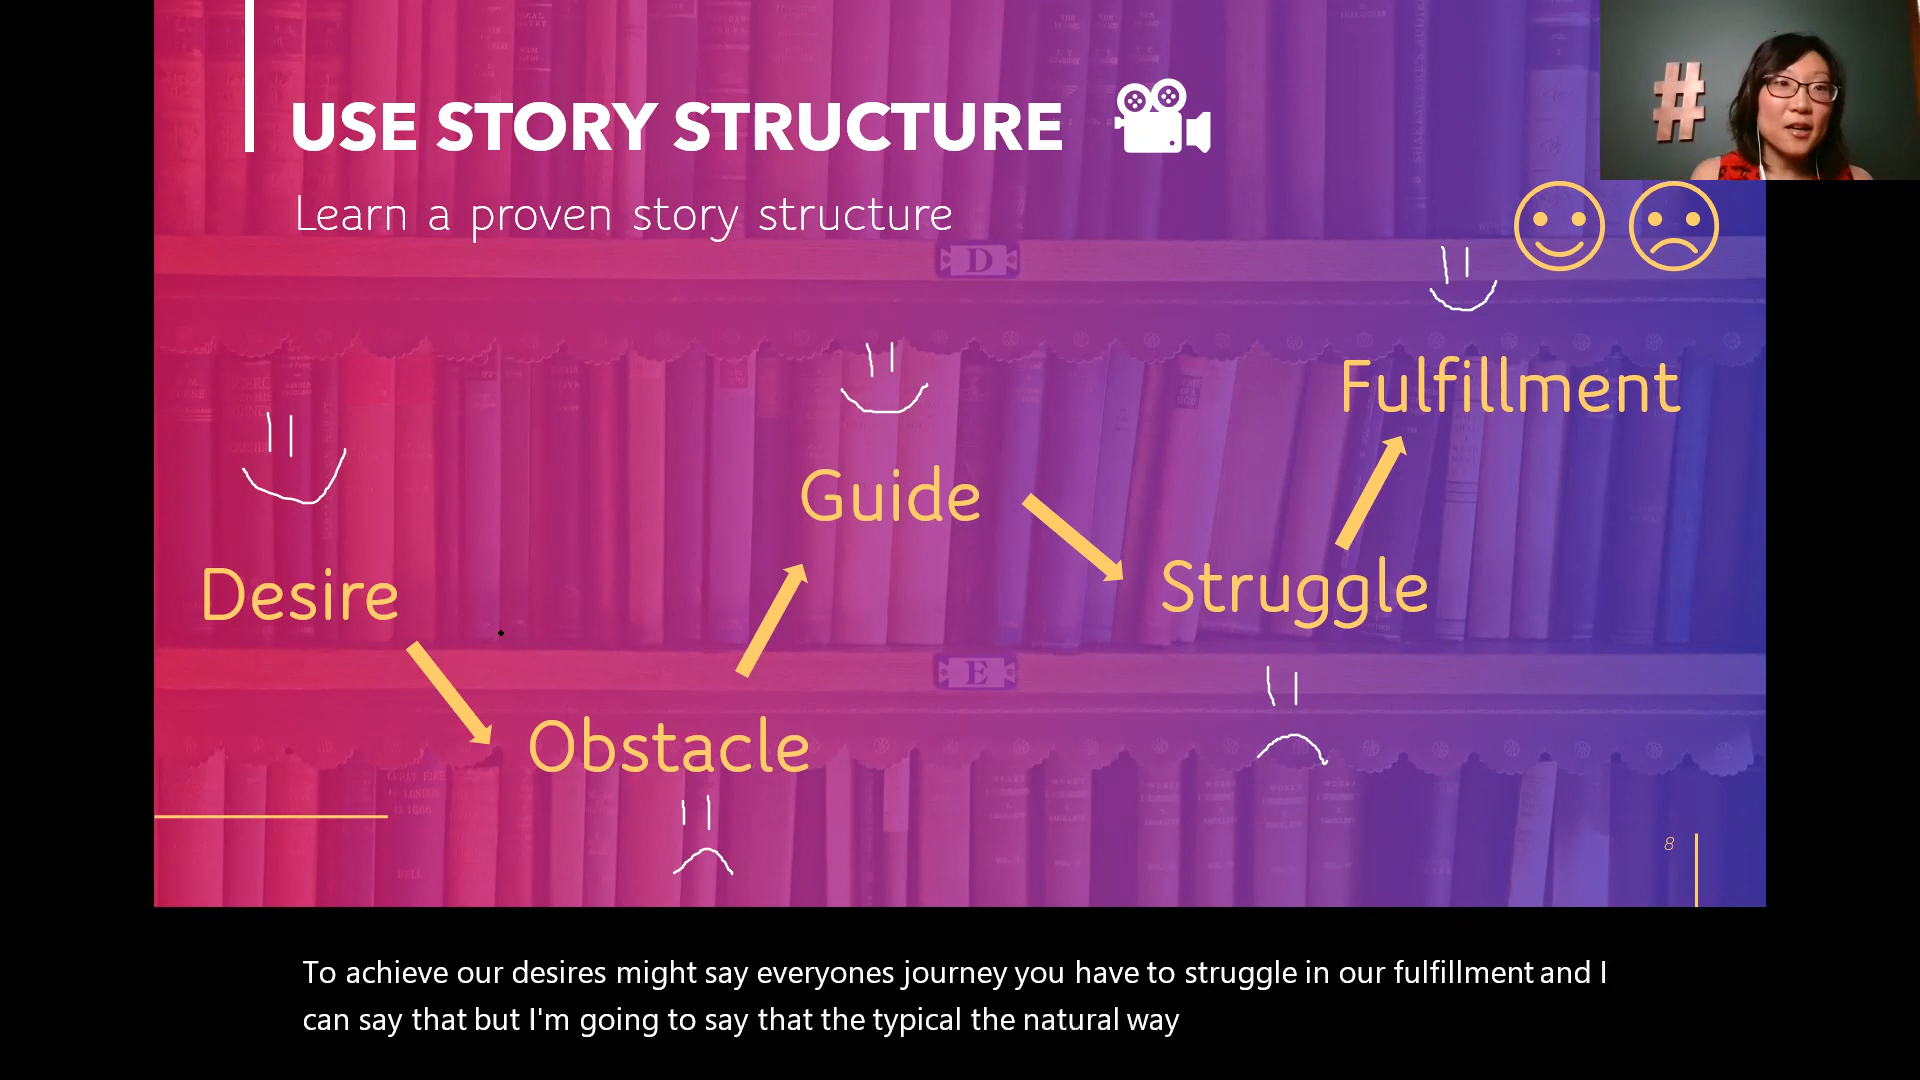 USE STORY STRUCTURE
Learn a proven story structure
D
#
Fulfillment
Guide
Desire
Struggle
E
Obstacle
8
To achieve our desires might say everyones journey you have to struggle in our fulfillment and I
can say that but I'm going to say that the typical the natural way